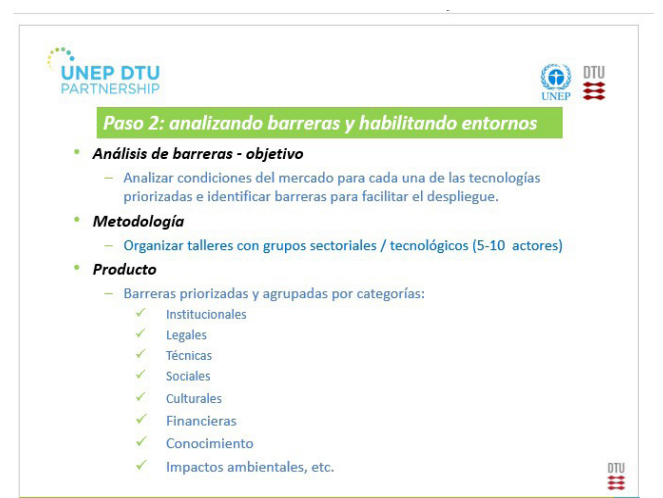 UNEP DTU
PARTNERSHIP
UNEP
DTU
Paso 2: analizando barreras y habilitando entornos
• Análisis de barreras - objetivo
– Analizar condiciones del mercado para cada una de las tecnologías
priorizadas e identificar barreras para facilitar el despliegue.
• Metodología
– Organizar talleres con grupos sectoriales / tecnológicos (5-10 actores)
• Producto
– Barreras priorizadas y agrupadas por categorías:
✓ Institucionales
✓ Legales
✓ Técnicas
✓ Sociales
✓ Culturales
✓ Financieras
✓ Conocimiento
✓ Impactos ambientales, etc.
DTU